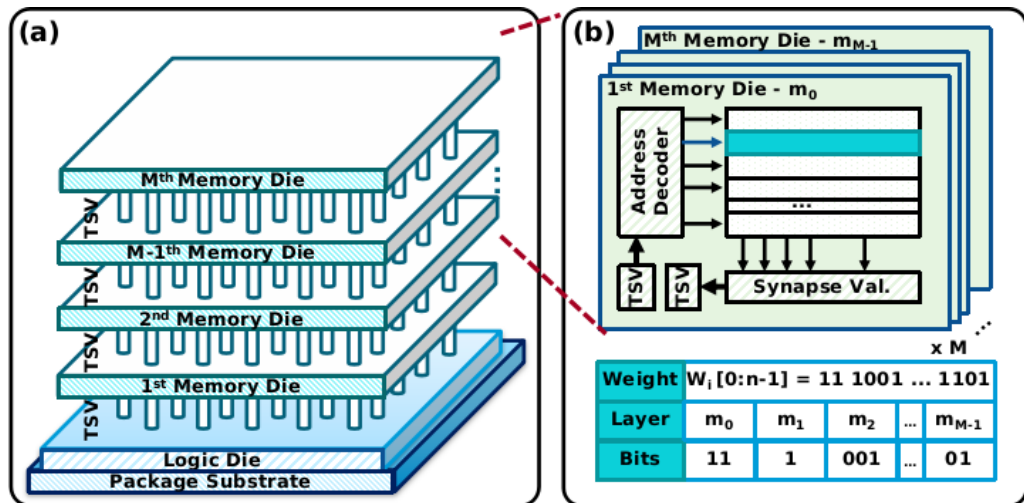 (a)
Mth Memory Die
TSV
M-1th Memory Die
TSV
2nd Memory Die
TSV
1st Memory Die
TSV
Logic Die
Package Substrate
(b)
Mth Memory Die - mM-1
1st Memory Die - m0
Address
Decoder
...
TSV
TSV
Synapse Val.
...
x M
Weight Wi [0:n-1] = 11 1001 ... 1101
Layer m0 m1 m2 ... mM-1
Bits 11 1 001 ... 01